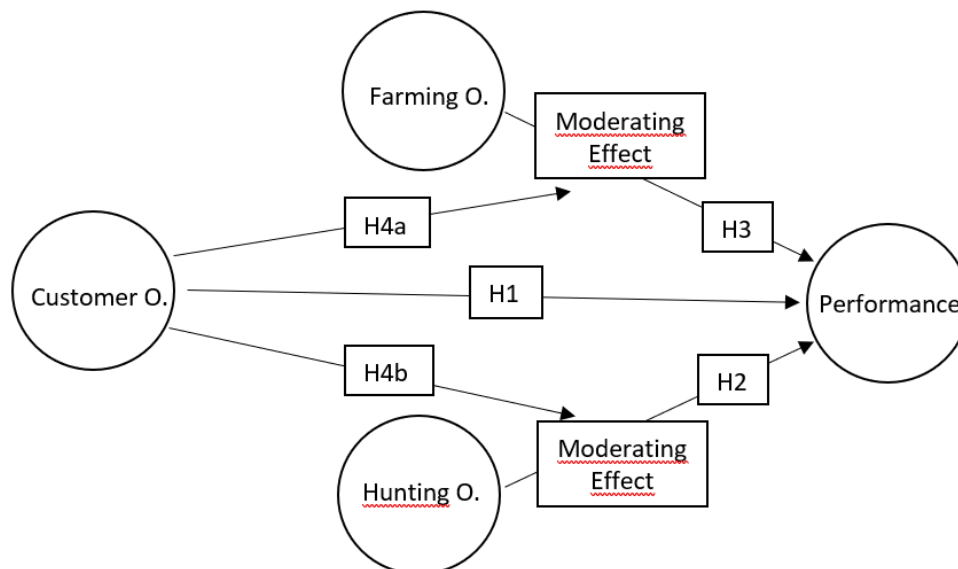 Farming O.
Moderating
Effect
H4a
H3
Customer O.
H1
Performance
H4b
H2
Moderating
Effect
Hunting O.